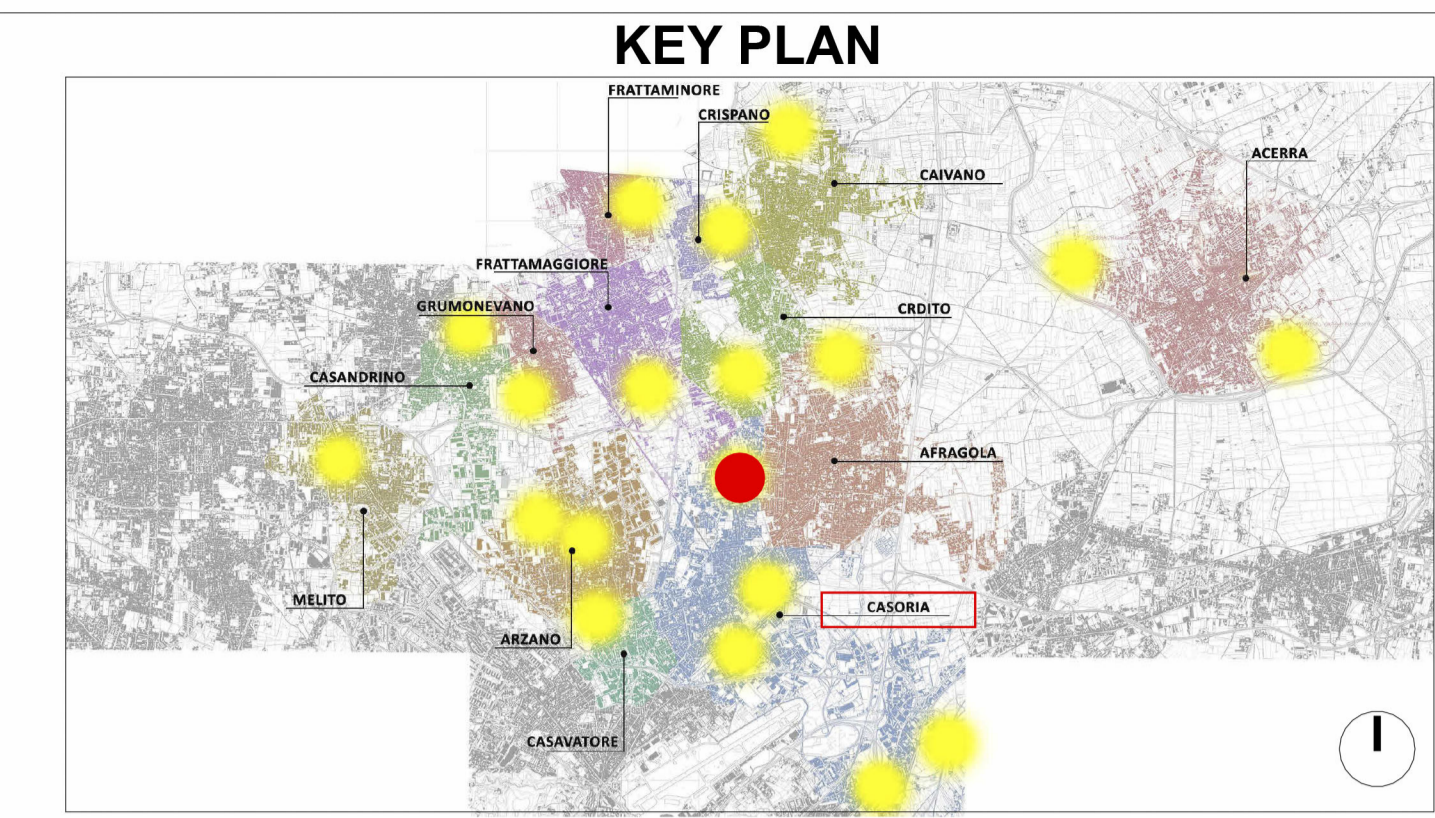 KEY PLAN
FRATTAMINORE
CRISPANO
ACERRA
CAIVANO
FRATTAMAGGIORE
GRUMONEVANO
CRDITO
CASANDRINO
AFRAGOLA
MELITO
CASORIA
ARZANO
CASAVATORE